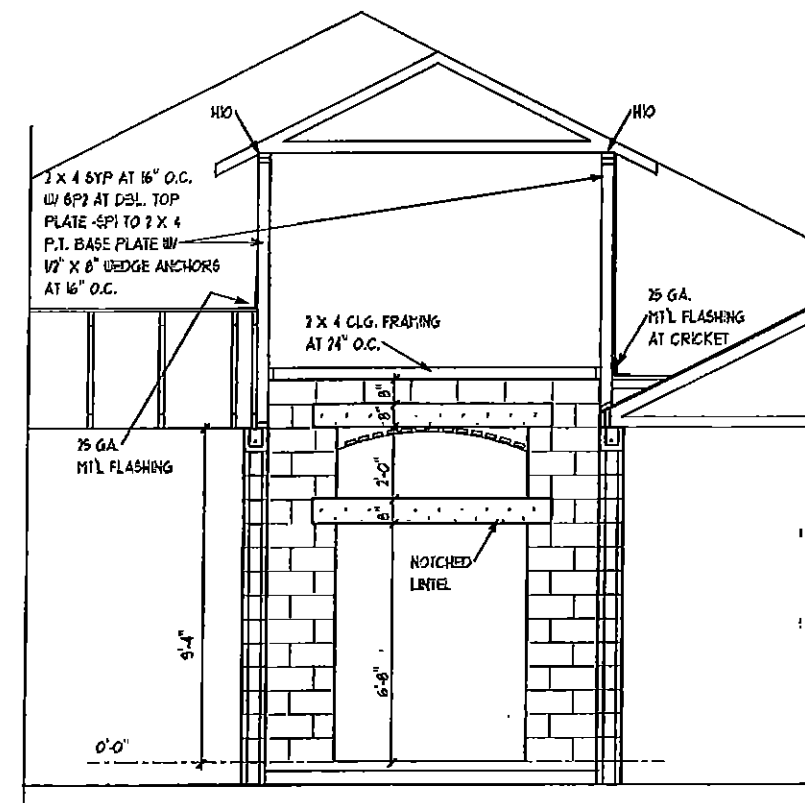 H10
H10
2 X 4 SYP AT 16" O.C.
W/ SP2 AT DBL. TOP
PLATE -SP1 TO 2 X 4
P.T. BASE PLATE W/
1/2" X 8" WEDGE ANCHORS
AT 16" O.C.
25 GA.
MT'L FLASHING
AT CRICKET
2 X 4 CLG. FRAMING
AT 24" O.C.
8"
8"
25 GA.
MT'L FLASHING
2'-0"
8"
NOTCHED
LINTEL
9'-4"
6'-8"
0'-0"